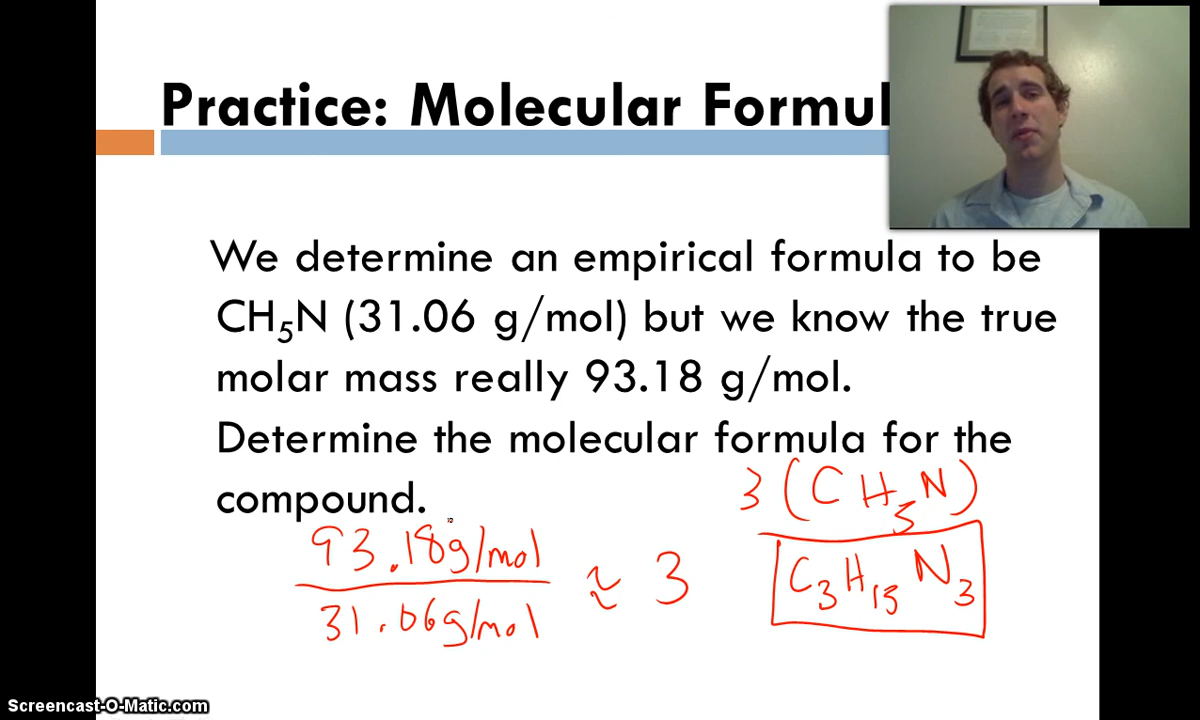 Practice: Molecular Formul
We determine an empirical formula to be
CH₅N (31.06 g/mol) but we know the true
molar mass really 93.18 g/mol.
Determine the molecular formula for the
compound.
3 (CH₅N)
93.18g/mol
31.06g/mol
≈ 3
C₃H₁₅N₃
Screencast-O-Matic.com